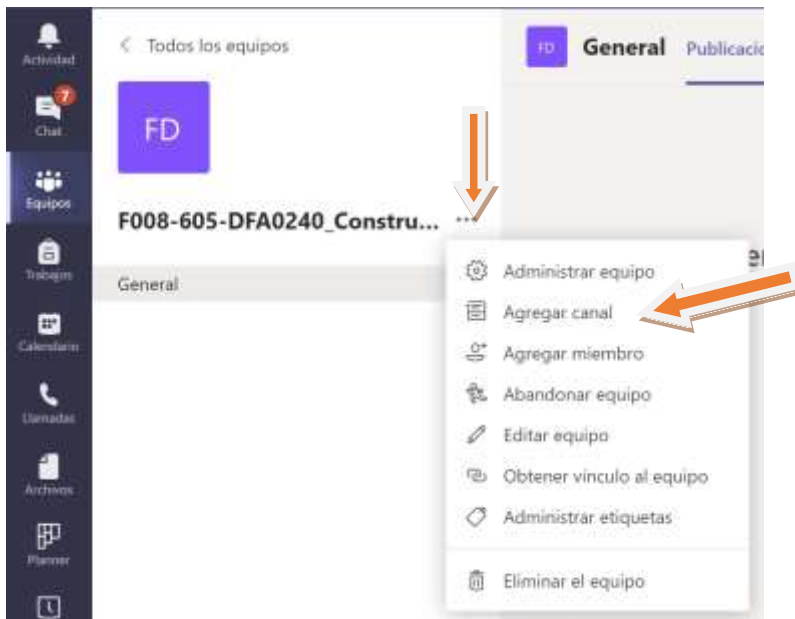 Actividad
7
Chat
Equipos
Trabajos
Calendario
Llamadas
Archivos
Planner
Todos los equipos
FD
F008-605-DFA0240_Constru... ...
General
FD General Publicacio
Administrar equipo
Agregar canal
Agregar miembro
Abandonar equipo
Editar equipo
Obtener vínculo al equipo
Administrar etiquetas
Eliminar el equipo